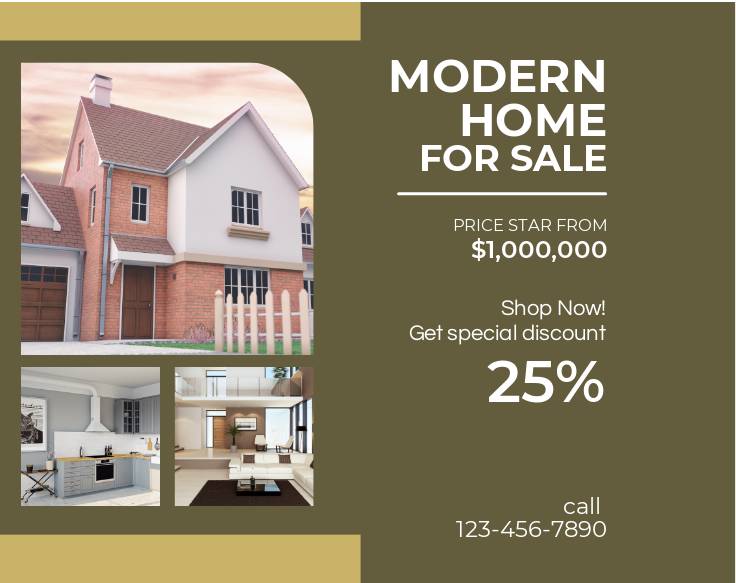 MODERN
HOME
FOR SALE
PRICE STAR FROM
$1,000,000
Shop Now!
Get special discount
25%
call
123-456-7890